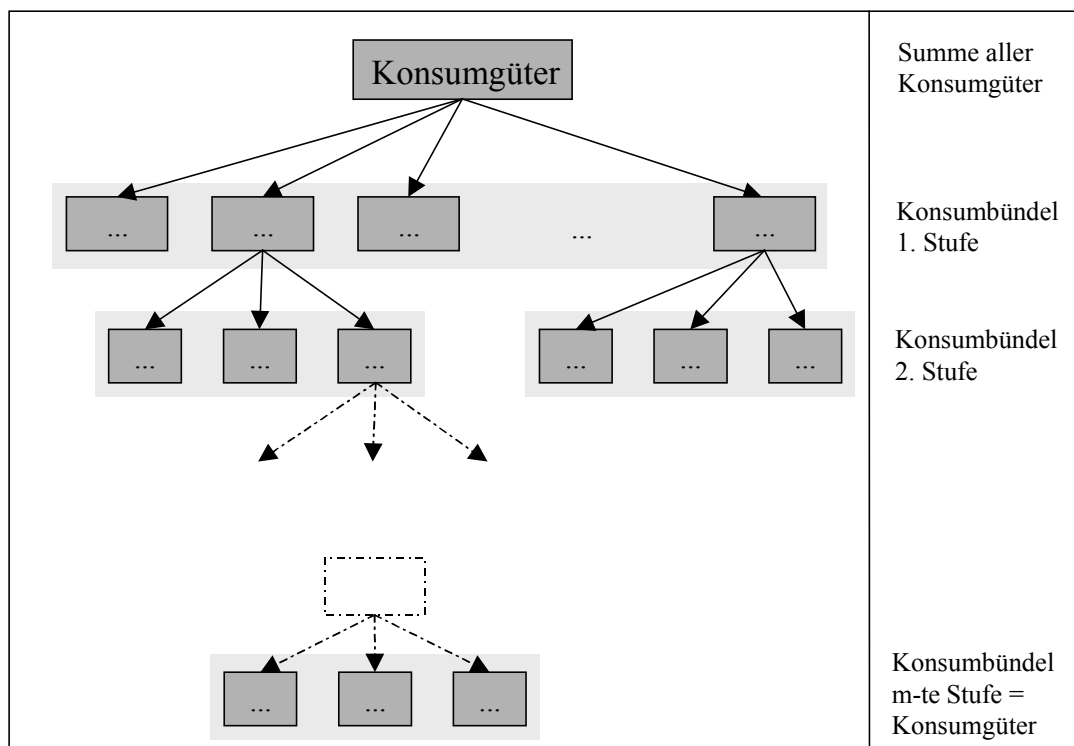 Konsumgüter
Summe aller
Konsumgüter
... ... ... ... ...
Konsumbündel
1. Stufe
... ... ... ... ... ...
Konsumbündel
2. Stufe
... ... ...
Konsumbündel
m-te Stufe =
Konsumgüter